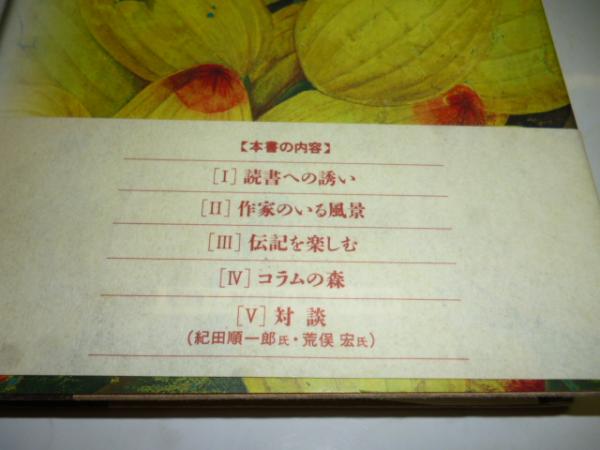 【本書の内容】
[Ⅰ] 読書への誘い
[Ⅱ] 作家のいる風景
[Ⅲ] 伝記を楽しむ
[Ⅳ] コラムの森
[Ⅴ] 対談
(紀田順一郎氏・荒俣 宏氏)